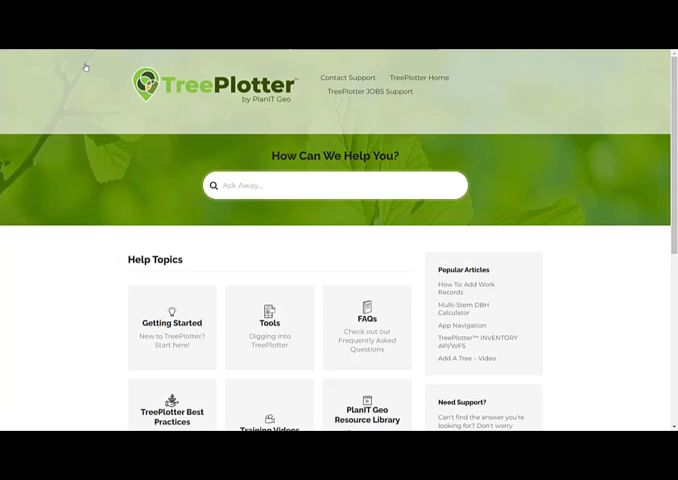 TreePlotter™
by PlanIT Geo
Contact Support
TreePlotter Home
TreePlotter JOBS Support
How Can We Help You?
Ask Away...
Help Topics
Getting Started
New to TreePlotter?
Start here!
Tools
Digging into
TreePlotter
FAQs
Check out our
Frequently Asked
Questions
TreePlotter Best
Practices
Training Videos
PlanIT Geo
Resource Library
Popular Articles
How To: Add Work
Records
Multi-Stem DBH
Calculator
App Navigation
TreePlotter™ INVENTORY
API/WFS
Add A Tree – Video
Need Support?
Can't find the answer you're
looking for? Don't worry